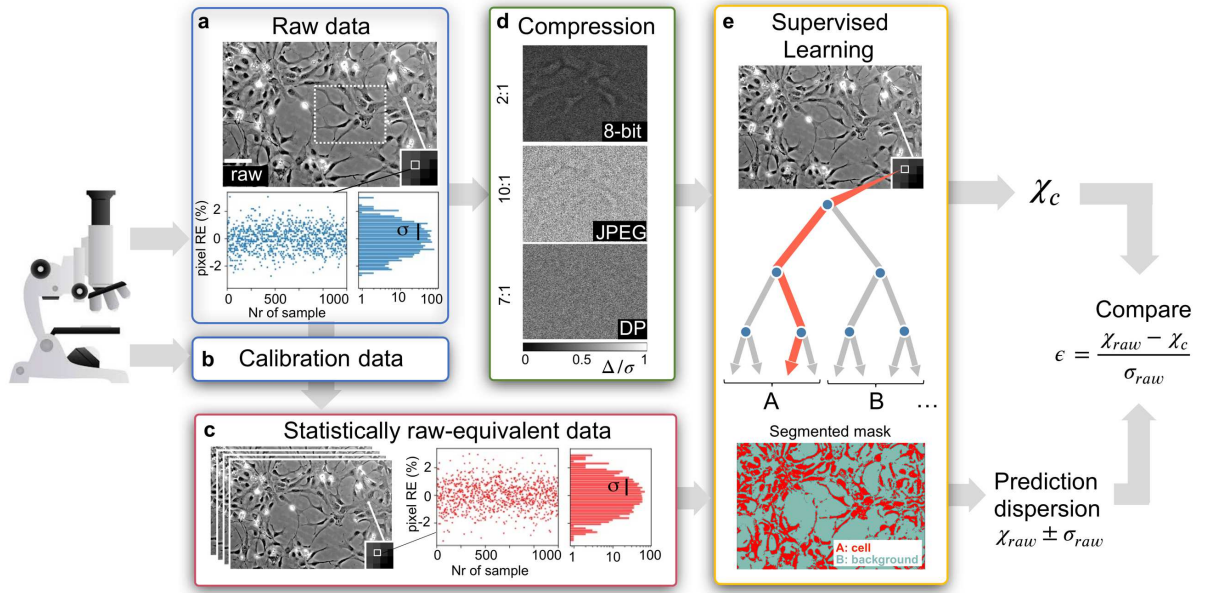 a
Raw data
raw
pixel RE (%)
2
0
-2
σ
0
500
1000
1
10
100
Nr of sample
b
Calibration data
c
Statistically raw-equivalent data
pixel RE (%)
2
0
-2
σ
0
500
1000
1
10
100
Nr of sample
d
Compression
2:1
8-bit
10:1
JPEG
7:1
DP
0
0.5
1
Δ/σ
e
Supervised
Learning
A
B
...
Segmented mask
A: cell
B: background
χc
Compare
ϵ = (χraw − χc) / σraw
Prediction
dispersion
χraw ± σraw